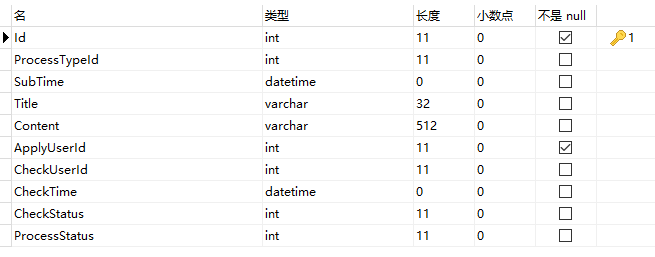 名 类型 长度 小数点 不是 null
Id int 11 0 1
ProcessTypeId int 11 0
SubTime datetime 0 0
Title varchar 32 0
Content varchar 512 0
ApplyUserId int 11 0
CheckUserId int 11 0
CheckTime datetime 0 0
CheckStatus int 11 0
ProcessStatus int 11 0